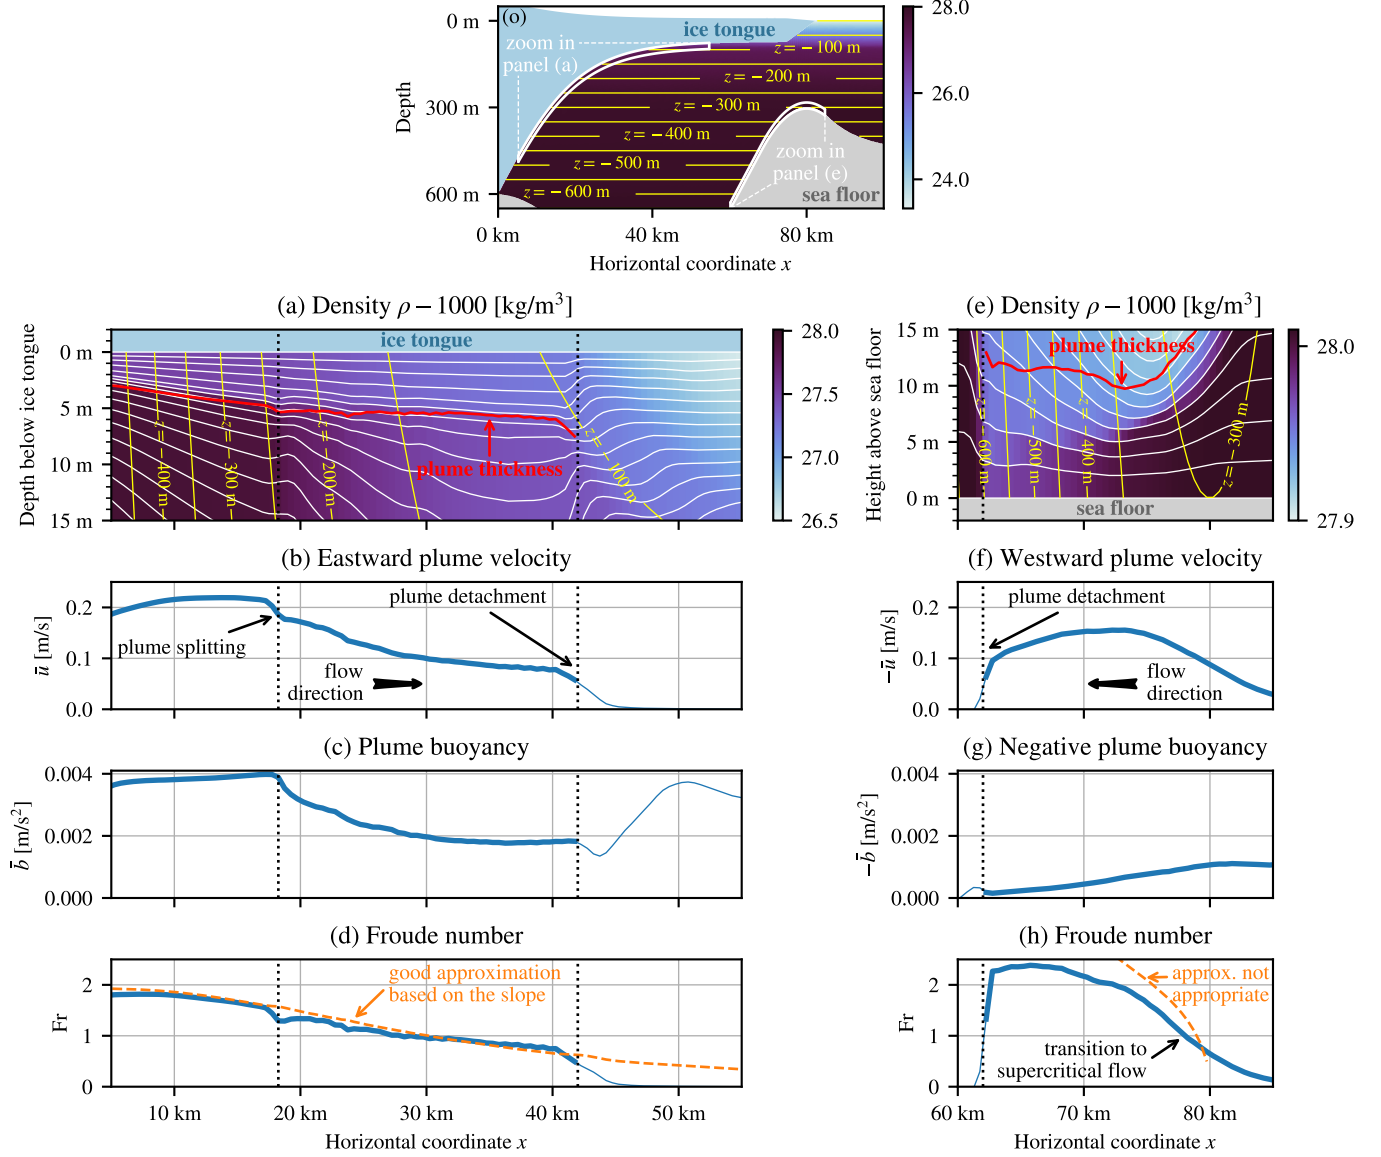 (o)
ice tongue
zoom in
panel (a)
z = −100 m
z = −200 m
z = −300 m
z = −400 m
z = −500 m
z = −600 m
zoom in
panel (e)
sea floor
0 m
300 m
600 m
Depth
0 km
40 km
80 km
Horizontal coordinate x
28.0
26.0
24.0
(a) Density ρ − 1000 [kg/m³]
ice tongue
0 m
5 m
10 m
15 m
Depth below ice tongue
z = −400 m
z = −300 m
z = −200 m
z = −100 m
plume thickness
28.0
27.5
27.0
26.5
(e) Density ρ − 1000 [kg/m³]
15 m
10 m
5 m
0 m
Height above sea floor
plume thickness
z = −600 m
z = −500 m
z = −400 m
z = −300 m
sea floor
28.0
27.9
(b) Eastward plume velocity
0.2
0.1
0.0
ū [m/s]
plume splitting
plume detachment
flow
direction
(f) Westward plume velocity
0.2
0.1
0.0
−ū [m/s]
plume detachment
flow
direction
(c) Plume buoyancy
0.004
0.002
0.000
b̄ [m/s²]
(g) Negative plume buoyancy
0.004
0.002
0.000
−b̄ [m/s²]
(d) Froude number
2
1
0
Fr
good approximation
based on the slope
10 km
20 km
30 km
40 km
50 km
Horizontal coordinate x
(h) Froude number
2
1
0
Fr
approx. not
appropriate
transition to
supercritical flow
60 km
70 km
80 km
Horizontal coordinate x